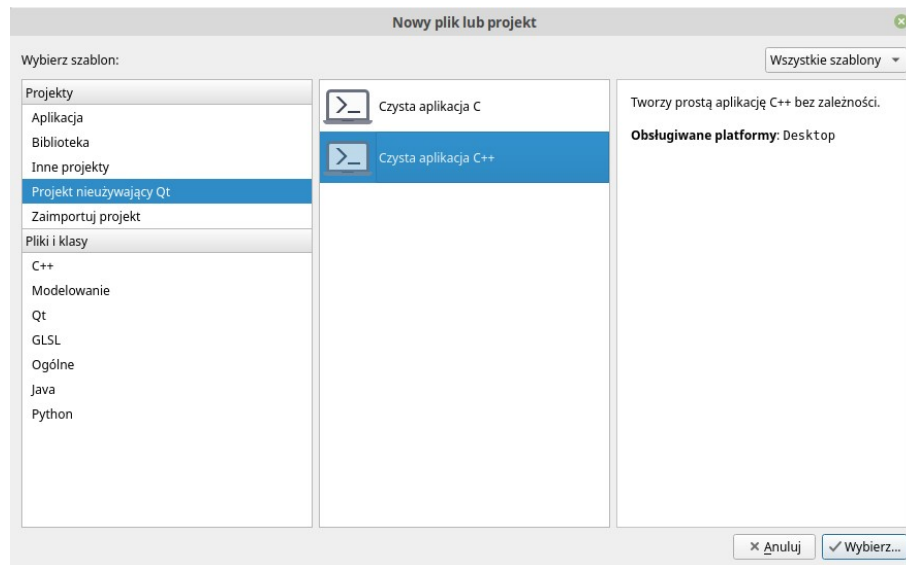 Nowy plik lub projekt
Wybierz szablon:
Wszystkie szablony
Projekty
Aplikacja
Biblioteka
Inne projekty
Projekt nieużywający Qt
Zaimportuj projekt
Pliki i klasy
C++
Modelowanie
Qt
GLSL
Ogólne
Java
Python
Czysta aplikacja C
Czysta aplikacja C++
Tworzy prostą aplikację C++ bez zależności.
Obsługiwane platformy: Desktop
Anuluj
Wybierz...